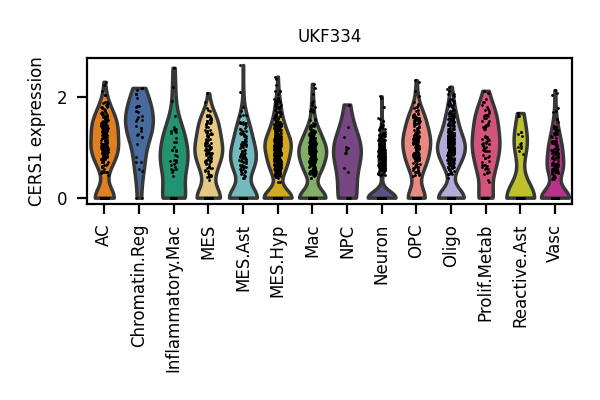 UKF334
CERS1 expression
2
0
AC
Chromatin.Reg
Inflammatory.Mac
MES
MES.Ast
MES.Hyp
Mac
NPC
Neuron
OPC
Oligo
Prolif.Metab
Reactive.Ast
Vasc